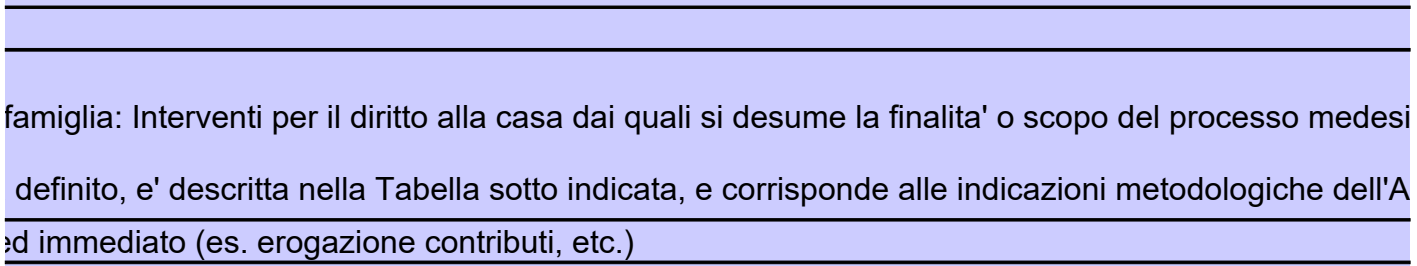 famiglia: Interventi per il diritto alla casa dai quali si desume la finalita' o scopo del processo medesi
definito, e' descritta nella Tabella sotto indicata, e corrisponde alle indicazioni metodologiche dell'A
ed immediato (es. erogazione contributi, etc.)